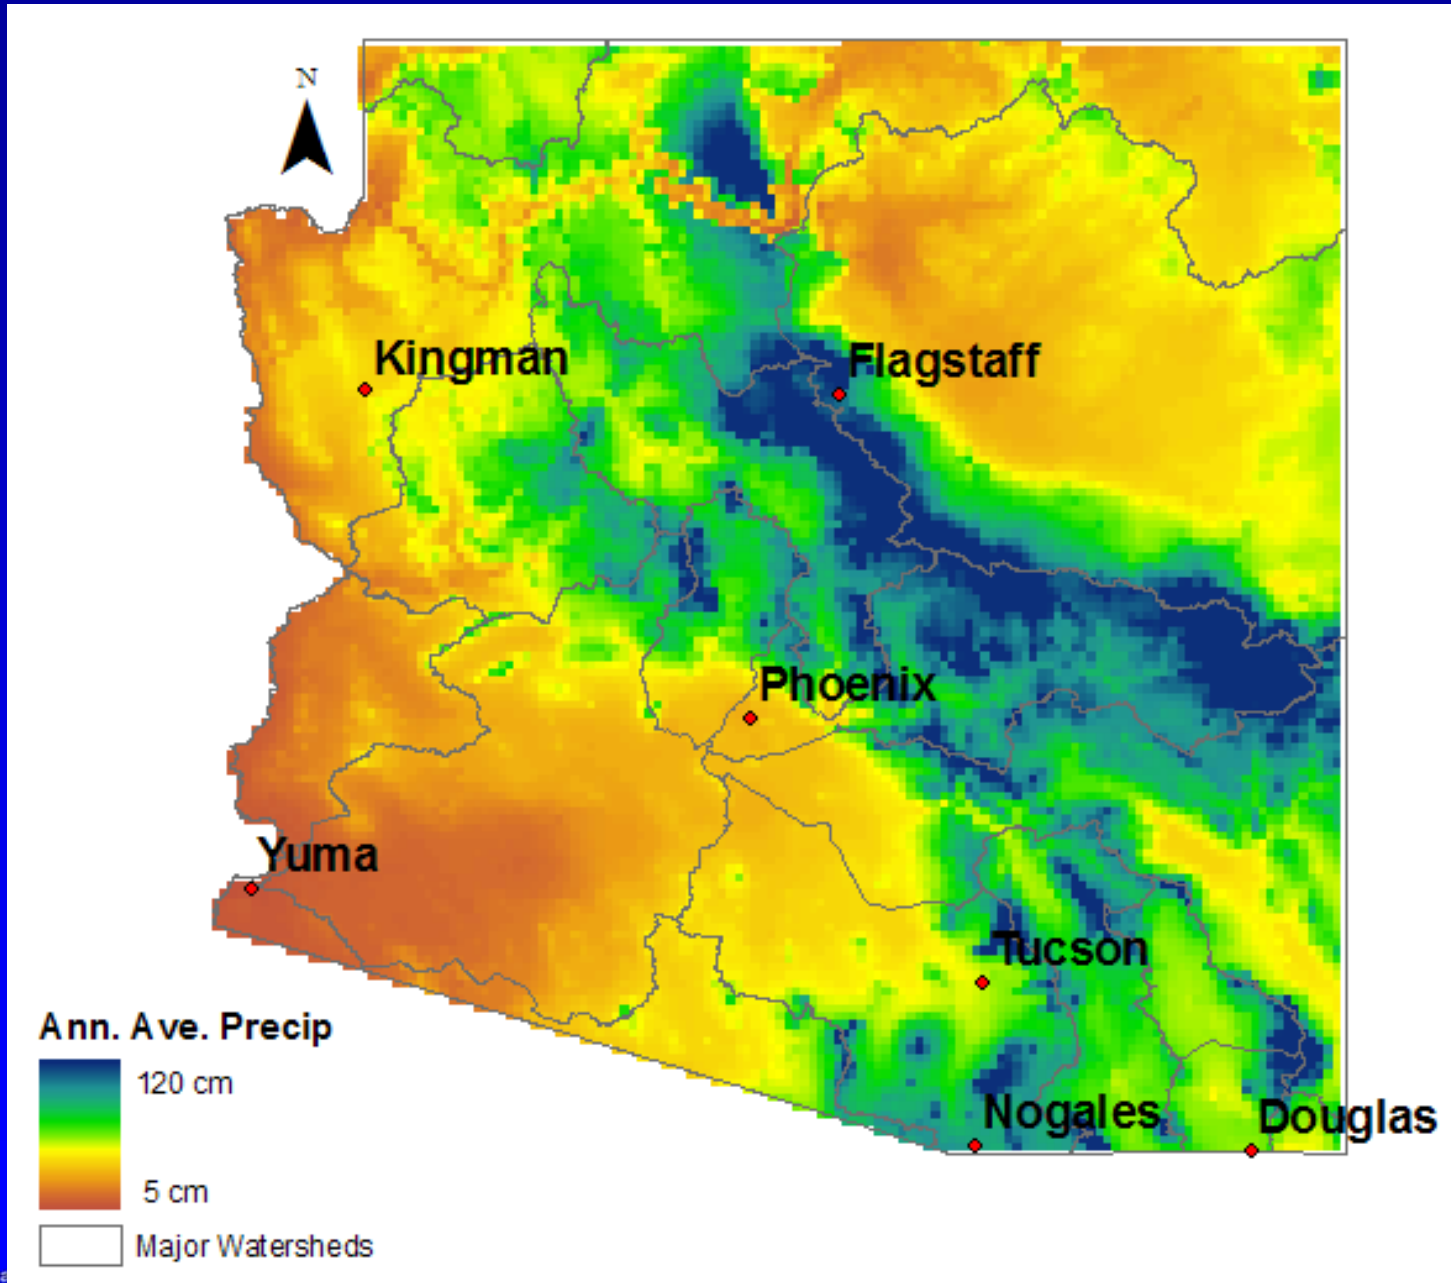 N
Kingman
Flagstaff
Phoenix
Yuma
Tucson
Ann. Ave. Precip
120 cm
Nogales
Douglas
5 cm
Major Watersheds